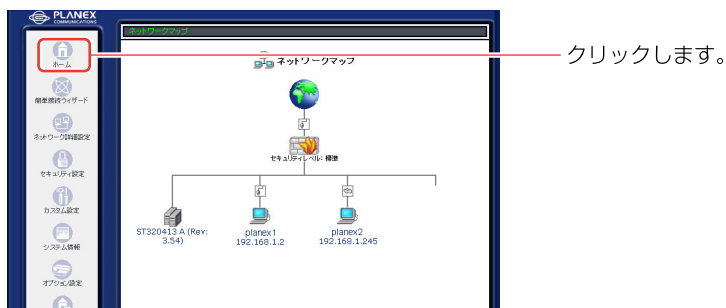 PLANEX
COMMUNICATIONS
ネットワークマップ
ホーム
クリックします。
ネットワークマップ
簡単接続ウィザード
ネットワーク詳細設定
セキュリティレベル: 標準
セキュリティ設定
カスタム設定
ST320413 A (Rev:
3.54)
planex1
192.168.1.2
planex2
192.168.1.245
システム情報
オプション設定